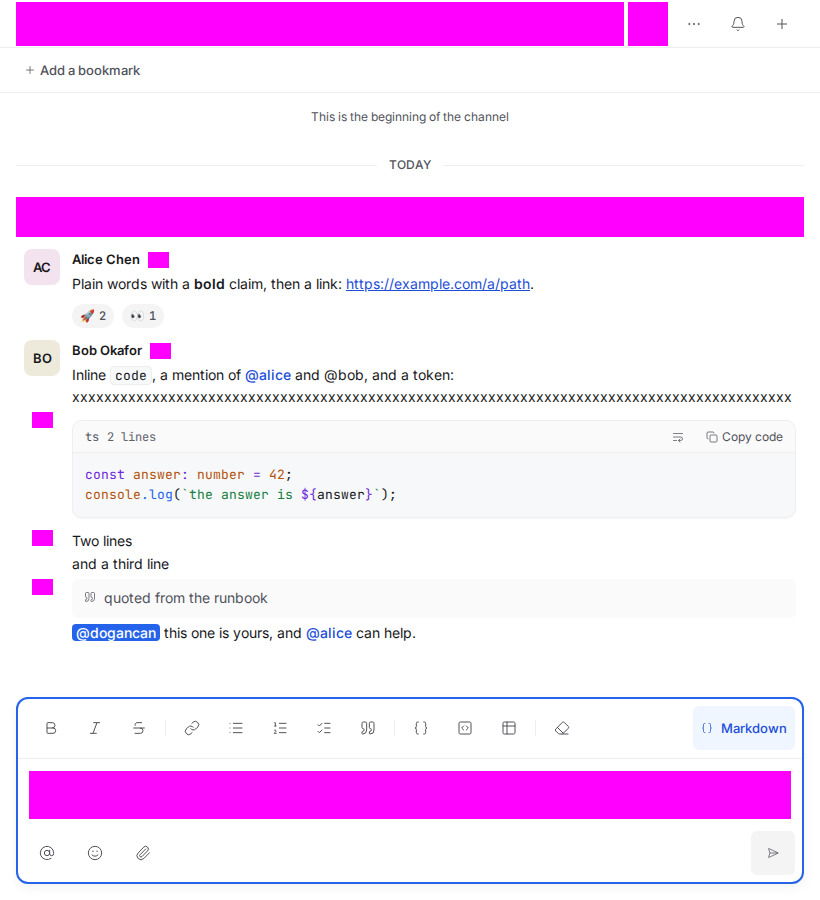 + Add a bookmark
This is the beginning of the channel
TODAY
AC Alice Chen
Plain words with a bold claim, then a link: https://example.com/a/path.
🚀 2 👀 1
BO Bob Okafor
Inline code, a mention of @alice and @bob, and a token:
xxxxxxxxxxxxxxxxxxxxxxxxxxxxxxxxxxxxxxxxxxxxxxxxxxxxxxxxxxxxxxxxxxxxxxxxxxxxxxxxxxxxxxxxxx
ts 2 lines Copy code
const answer: number = 42;
console.log(`the answer is ${answer}`);
Two lines
and a third line
quoted from the runbook
@dogancan this one is yours, and @alice can help.
Markdown